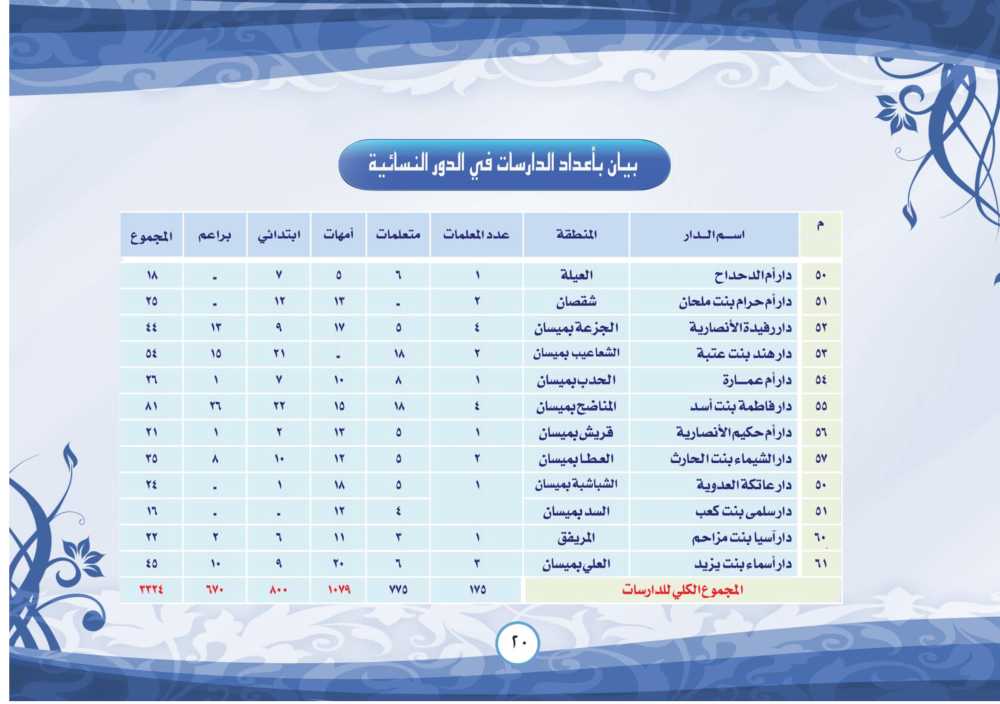 بيان بأعداد الدارسات في الدور النسائية
م اسم الدار المنطقة عدد المعلمات متعلمات أمهات ابتدائي براعم المجموع
٥٠ دار أم الدحداح العيلة ١ ٦ ٥ ٧ - ١٨
٥١ دار أم حرام بنت ملحان شقصان ٢ - ١٣ ١٢ - ٢٥
٥٢ دار رفيدة الأنصارية الجزعة بميسان ٤ ٥ ١٧ ٩ ١٣ ٤٤
٥٣ دار هند بنت عتبة الشعاعيب بميسان ٢ ١٨ - ٢١ ١٥ ٥٤
٥٤ دار أم عمـــارة الحدب بميسان ١ ٨ ١٠ ٧ ١ ٢٦
٥٥ دار فاطمة بنت أسد المناضح بميسان ٤ ١٨ ١٥ ٢٢ ٢٦ ٨١
٥٦ دار أم حكيم الأنصارية قريش بميسان ١ ٥ ١٣ ٢ ١ ٢١
٥٧ دار الشيماء بنت الحارث العطا بميسان ٢ ٥ ١٢ ١٠ ٨ ٣٥
٥٠ دار عاتكة العدوية الشباشبة بميسان ١ ٥ ١٨ ١ - ٢٤
٥١ دار سلمى بنت كعب السد بميسان ٤ ١٢ - - ١٦
٦٠ دار آسيا بنت مزاحم المريفق ١ ٣ ١١ ٦ ٢ ٢٢
٦١ دار أسماء بنت يزيد العلي بميسان ٣ ٦ ٢٠ ٩ ١٠ ٤٥
المجموع الكلي للدارسات ١٧٥ ٧٧٥ ١٠٧٩ ٨٠٠ ٦٧٠ ٣٣٢٤
٢٠